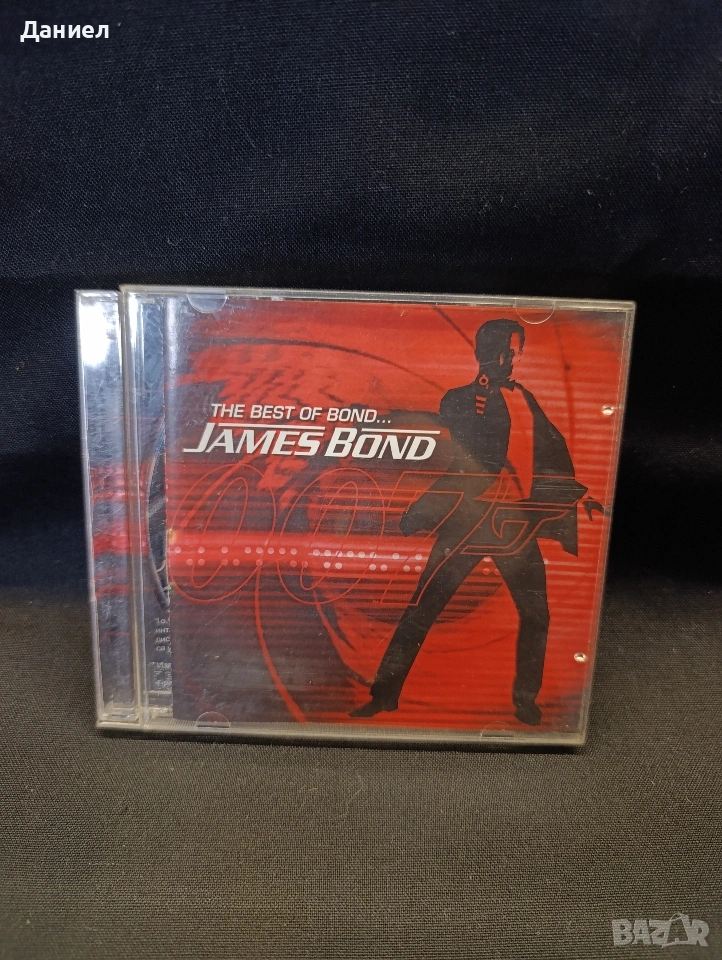 Даниел
THE BEST OF BOND...
JAMES BOND
007
BAZAR